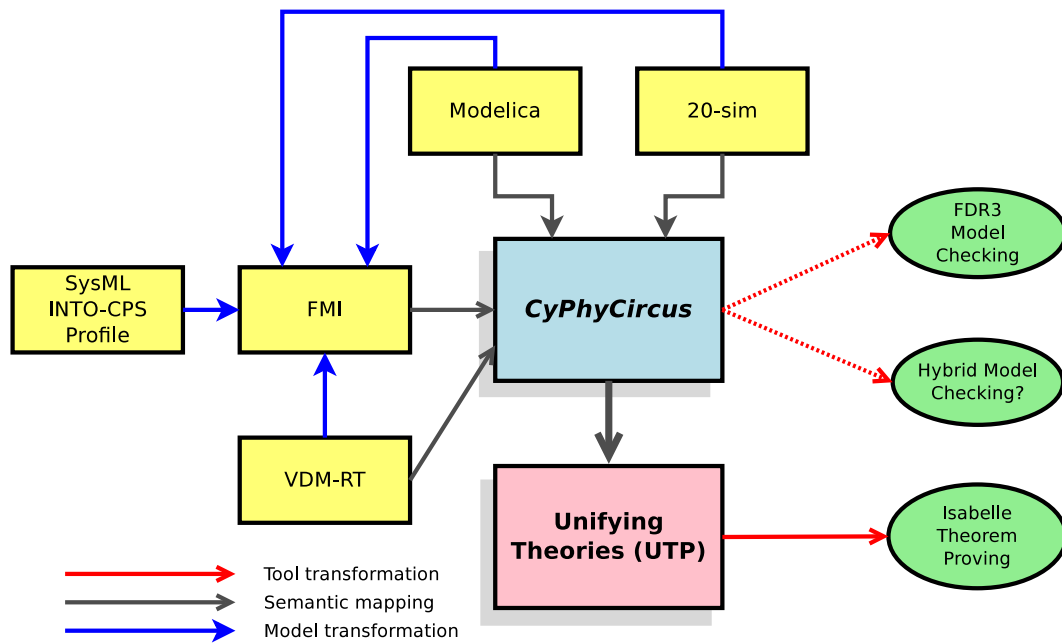 Modelica
20-sim
FDR3
Model
Checking
SysML
INTO-CPS
Profile
FMI
CyPhyCircus
Hybrid Model
Checking?
VDM-RT
Unifying
Theories (UTP)
Isabelle
Theorem
Proving
Tool transformation
Semantic mapping
Model transformation